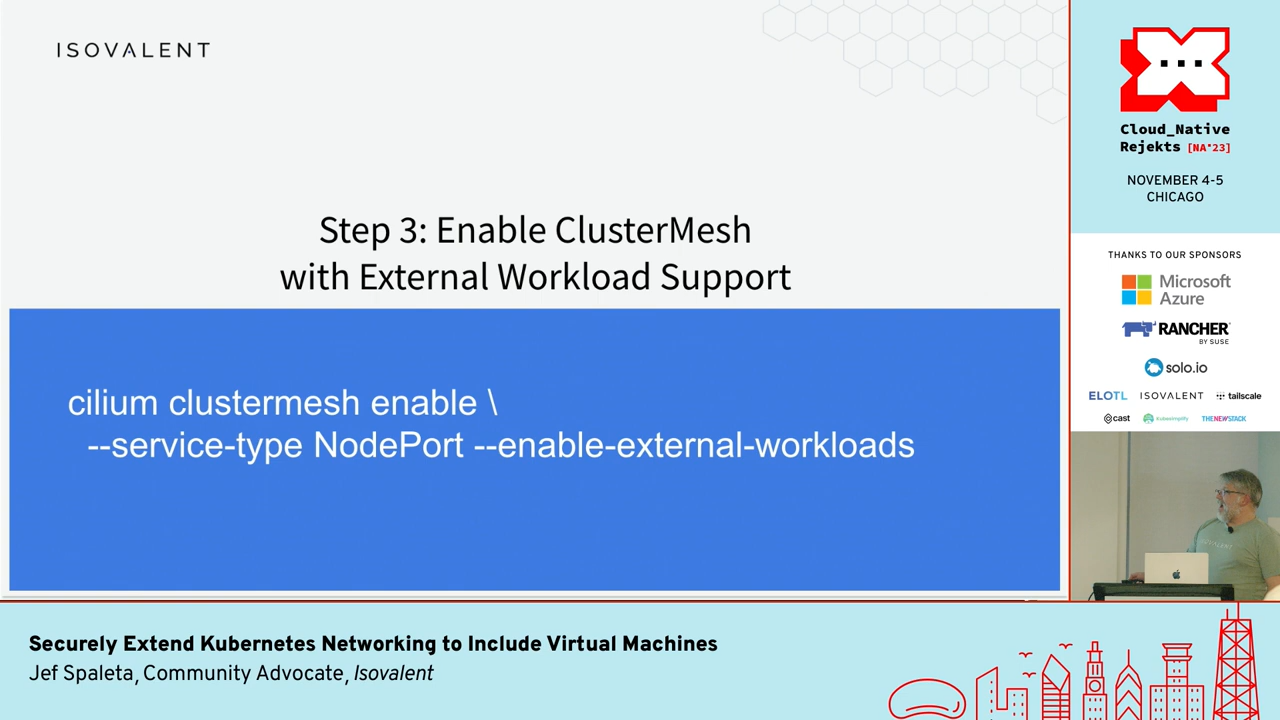 ISOVALENT
Step 3: Enable ClusterMesh
with External Workload Support
cilium clustermesh enable \
--service-type NodePort --enable-external-workloads
Cloud_Native
Rejekts [NA'23]
NOVEMBER 4-5
CHICAGO
THANKS TO OUR SPONSORS
Microsoft
Azure
RANCHER
BY SUSE
solo.io
ELOTL ISOVALENT tailscale
cast kubesimplify THENEWSTACK
Securely Extend Kubernetes Networking to Include Virtual Machines
Jef Spaleta, Community Advocate, Isovalent